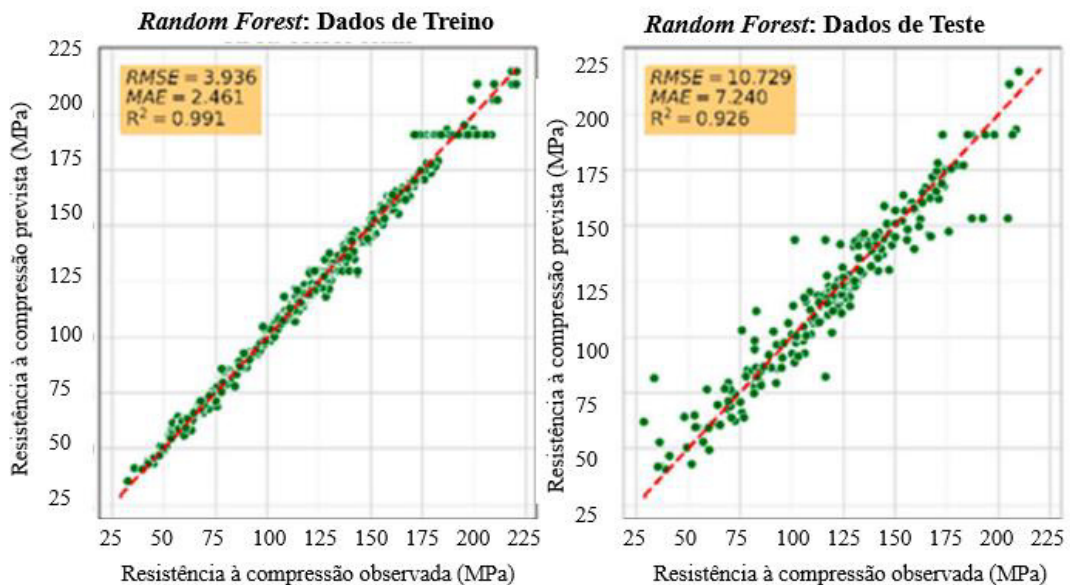 Random Forest: Dados de Treino
RMSE = 3.936
MAE = 2.461
R² = 0.991
225
200
175
150
125
100
75
50
25
25 50 75 100 125 150 175 200 225
Resistência à compressão prevista (MPa)
Resistência à compressão observada (MPa)
Random Forest: Dados de Teste
RMSE = 10.729
MAE = 7.240
R² = 0.926
225
200
175
150
125
100
75
50
25
25 50 75 100 125 150 175 200 225
Resistência à compressão prevista (MPa)
Resistência à compressão observada (MPa)